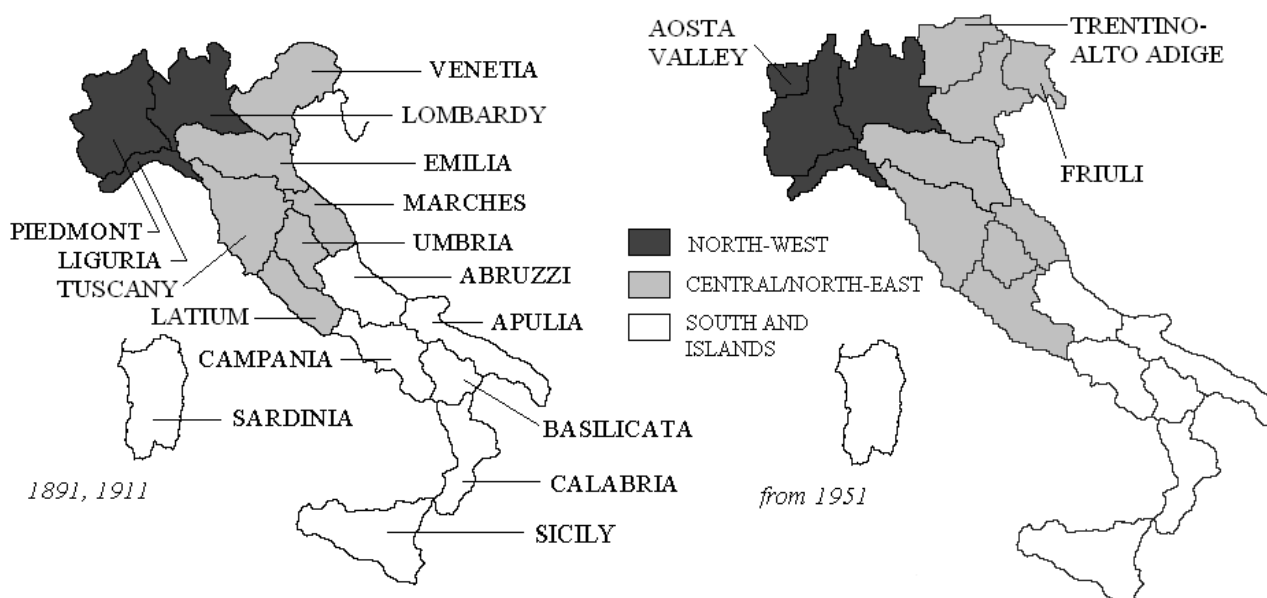 VENETIA
LOMBARDY
EMILIA
MARCHES
PIEDMONT
UMBRIA
LIGURIA
ABRUZZI
TUSCANY
LATIUM
APULIA
CAMPANIA
SARDINIA
BASILICATA
CALABRIA
SICILY
1891, 1911
AOSTA
VALLEY
TRENTINO-
ALTO ADIGE
FRIULI
NORTH-WEST
CENTRAL/NORTH-EAST
SOUTH AND
ISLANDS
from 1951